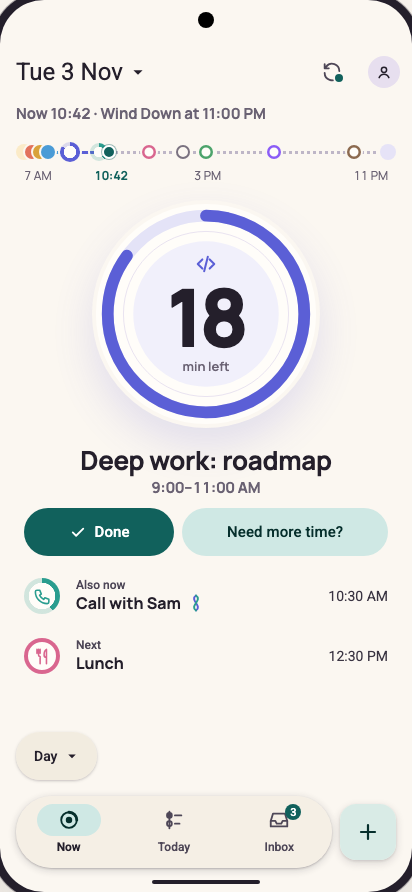 Tue 3 Nov
Now 10:42 · Wind Down at 11:00 PM
7 AM 10:42 3 PM 11 PM
18
min left
Deep work: roadmap
9:00–11:00 AM
Done Need more time?
Also now
Call with Sam 10:30 AM
Next
Lunch 12:30 PM
Day
3
Now Today Inbox